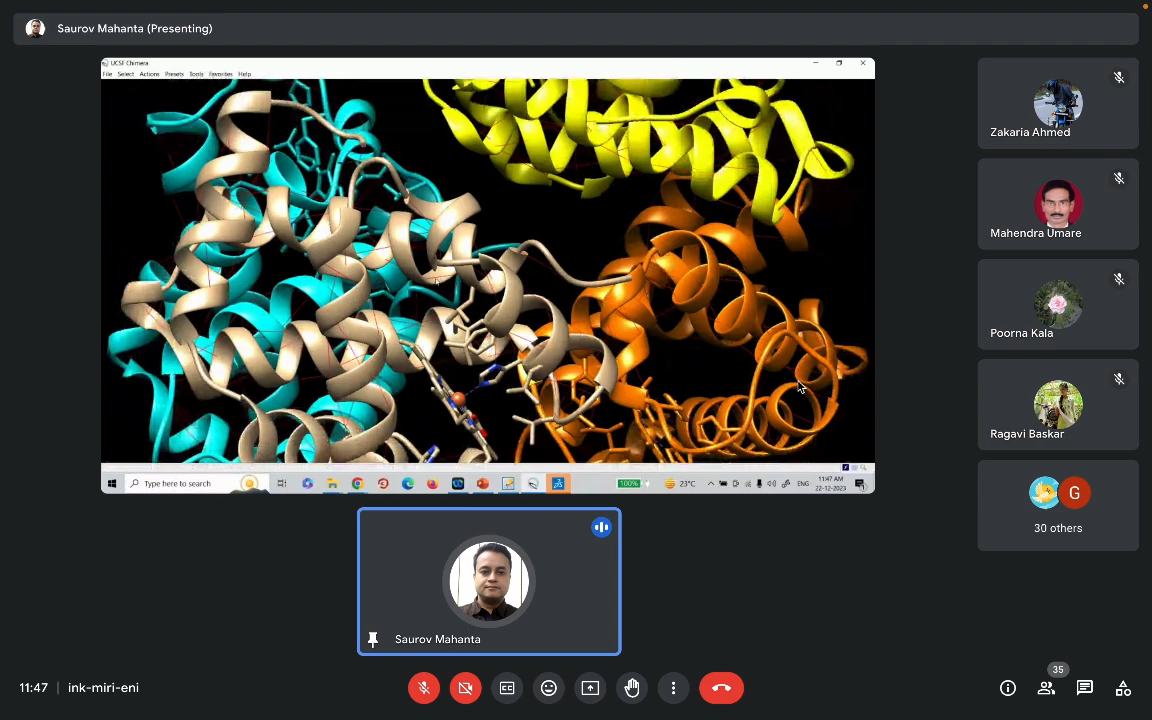 Saurov Mahanta (Presenting)
UCSF Chimera
File Select Actions Presets Tools Favorites Help
Zakaria Ahmed
Mahendra Umare
Poorna Kala
Ragavi Baskar
G
30 others
Type here to search
100%
23°C
ENG
11:47 AM
22-12-2023
Saurov Mahanta
11:47 | ink-miri-eni
35